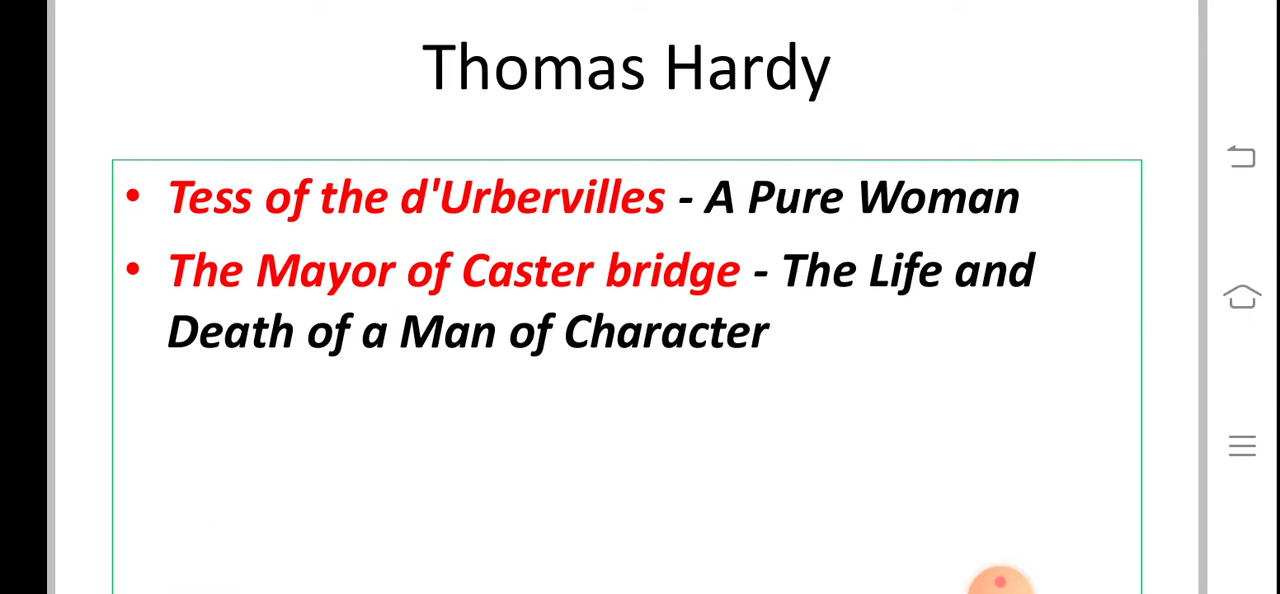 Thomas Hardy
• Tess of the d'Urbervilles - A Pure Woman
• The Mayor of Caster bridge - The Life and
Death of a Man of Character